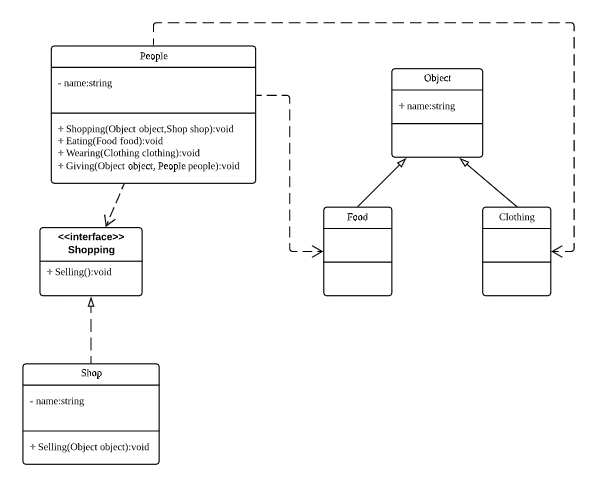 People
- name:string
+ Shopping(Object object,Shop shop):void
+ Eating(Food food):void
+ Wearing(Clothing clothing):void
+ Giving(Object object, People people):void
Object
+ name:string
<<interface>>
Shopping
+ Selling():void
Food
Clothing
Shop
- name:string
+ Selling(Object object):void